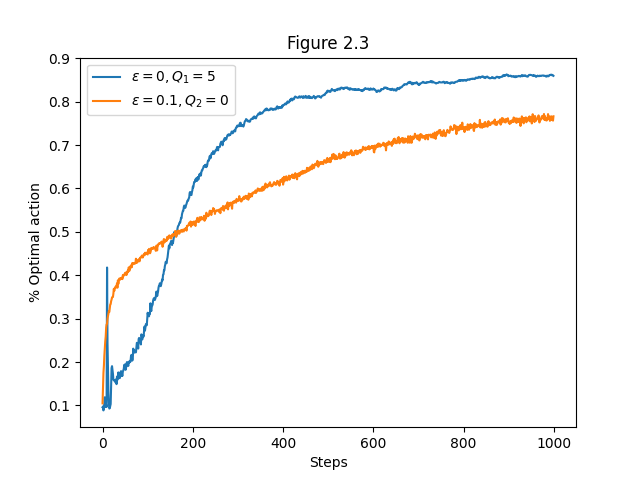 Figure 2.3
ε = 0, Q₁ = 5
ε = 0.1, Q₂ = 0
% Optimal action
0.9
0.8
0.7
0.6
0.5
0.4
0.3
0.2
0.1
0 200 400 600 800 1000
Steps